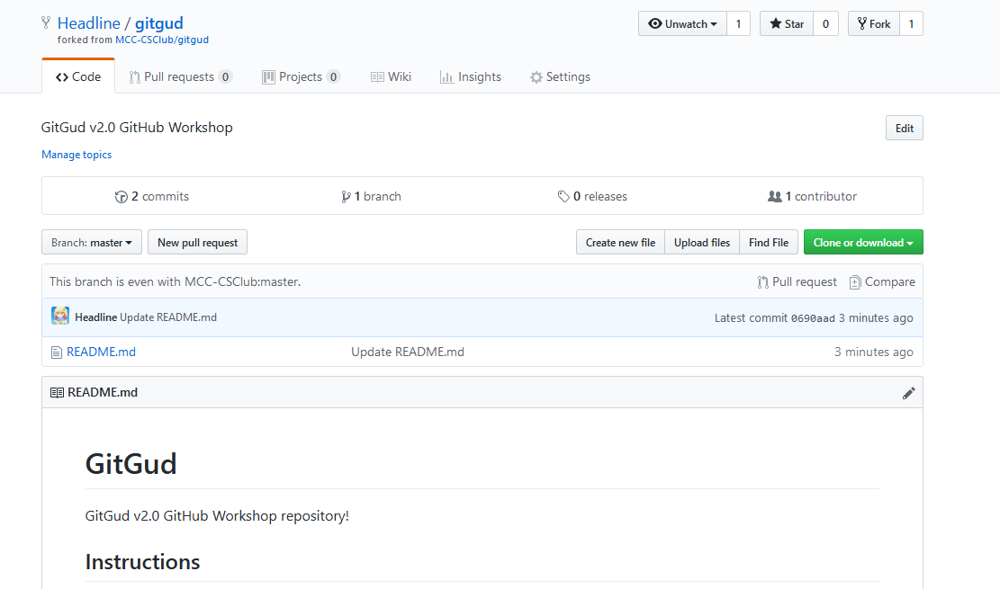 Headline / gitgud
Unwatch 1 Star 0 Fork 1
forked from MCC-CSClub/gitgud
Code Pull requests 0 Projects 0 Wiki Insights Settings
GitGud v2.0 GitHub Workshop Edit
Manage topics
2 commits 1 branch 0 releases 1 contributor
Branch: master New pull request Create new file Upload files Find File Clone or download
This branch is even with MCC-CSClub:master. Pull request Compare
Headline Update README.md Latest commit 0690aad 3 minutes ago
README.md Update README.md 3 minutes ago
README.md
GitGud
GitGud v2.0 GitHub Workshop repository!
Instructions